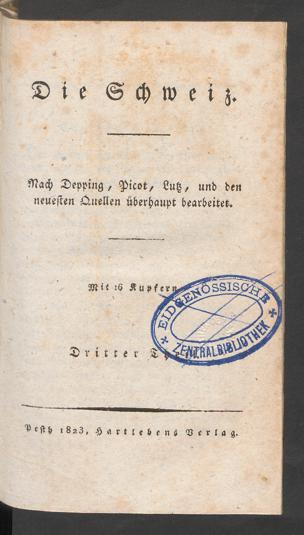 Die Schweiz.
Nach Depping, Picot, Lutz, und den
neuesten Quellen überhaupt bearbeitet.
Mit 16 Kupfern
EIDGENÖSSISCHE
ZENTRALBIBLIOTHEK
Dritter
Pesth 1823, Hartlebens Verlag.